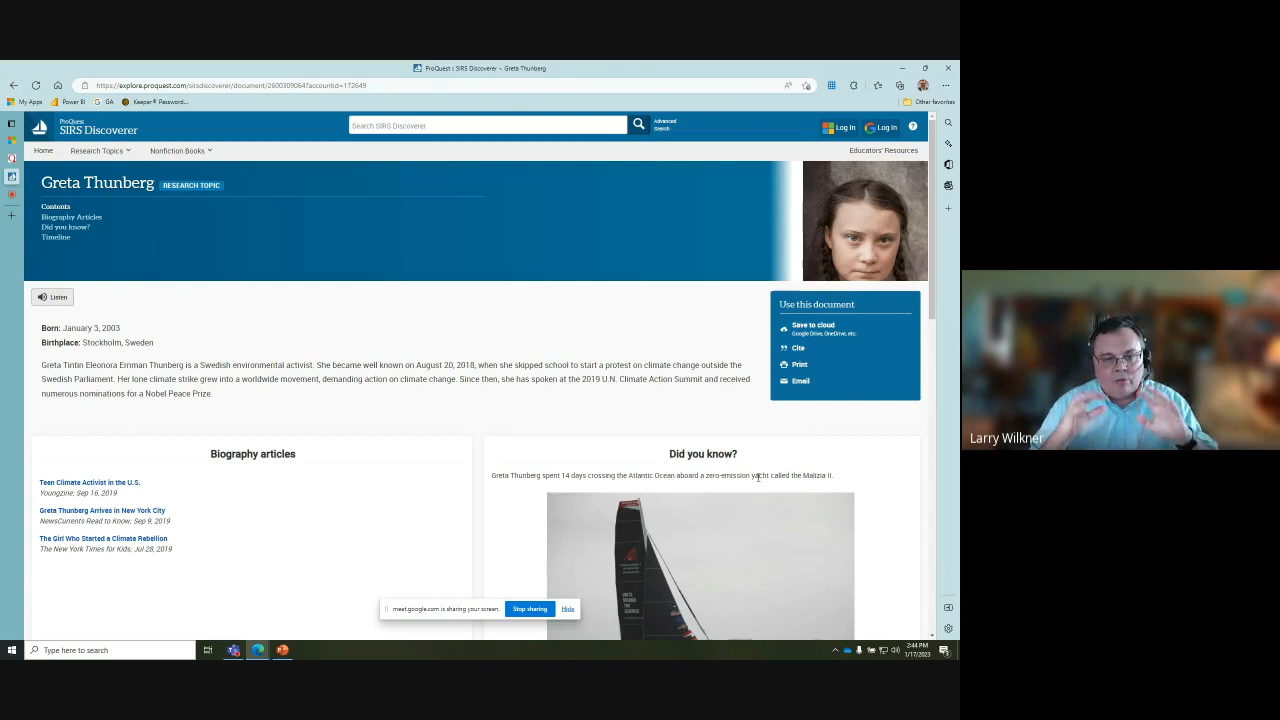 ProQuest :: SIRS Discoverer – Greta Thunberg
https://explore.proquest.com/sirsdiscoverer/document/2600309064?accountid=172649
My Apps
Power BI
GA
Keeper® Password...
Other favorites
ProQuest
SIRS Discoverer
Search SIRS Discoverer
Advanced
Search
Log In
Log In
Home
Research Topics
Nonfiction Books
Educators' Resources
Greta Thunberg
RESEARCH TOPIC
Contents
Biography Articles
Did you know?
Timeline
Listen
Born: January 3, 2003
Birthplace: Stockholm, Sweden
Greta Tintin Eleonora Ernman Thunberg is a Swedish environmental activist. She became well known on August 20, 2018, when she skipped school to start a protest on climate change outside the
Swedish Parliament. Her lone climate strike grew into a worldwide movement, demanding action on climate change. Since then, she has spoken at the 2019 U.N. Climate Action Summit and received
numerous nominations for a Nobel Peace Prize.
Use this document
Save to cloud
Google Drive, OneDrive, etc.
Cite
Print
Email
Biography articles
Teen Climate Activist in the U.S.
Youngzine; Sep 16, 2019
Greta Thunberg Arrives in New York City
NewsCurrents Read to Know; Sep 9, 2019
The Girl Who Started a Climate Rebellion
The New York Times for Kids; Jul 28, 2019
Did you know?
Greta Thunberg spent 14 days crossing the Atlantic Ocean aboard a zero-emission yacht called the Malizia II.
meet.google.com is sharing your screen.
Stop sharing
Hide
Type here to search
2:44 PM
1/17/2023
Larry Wilkner